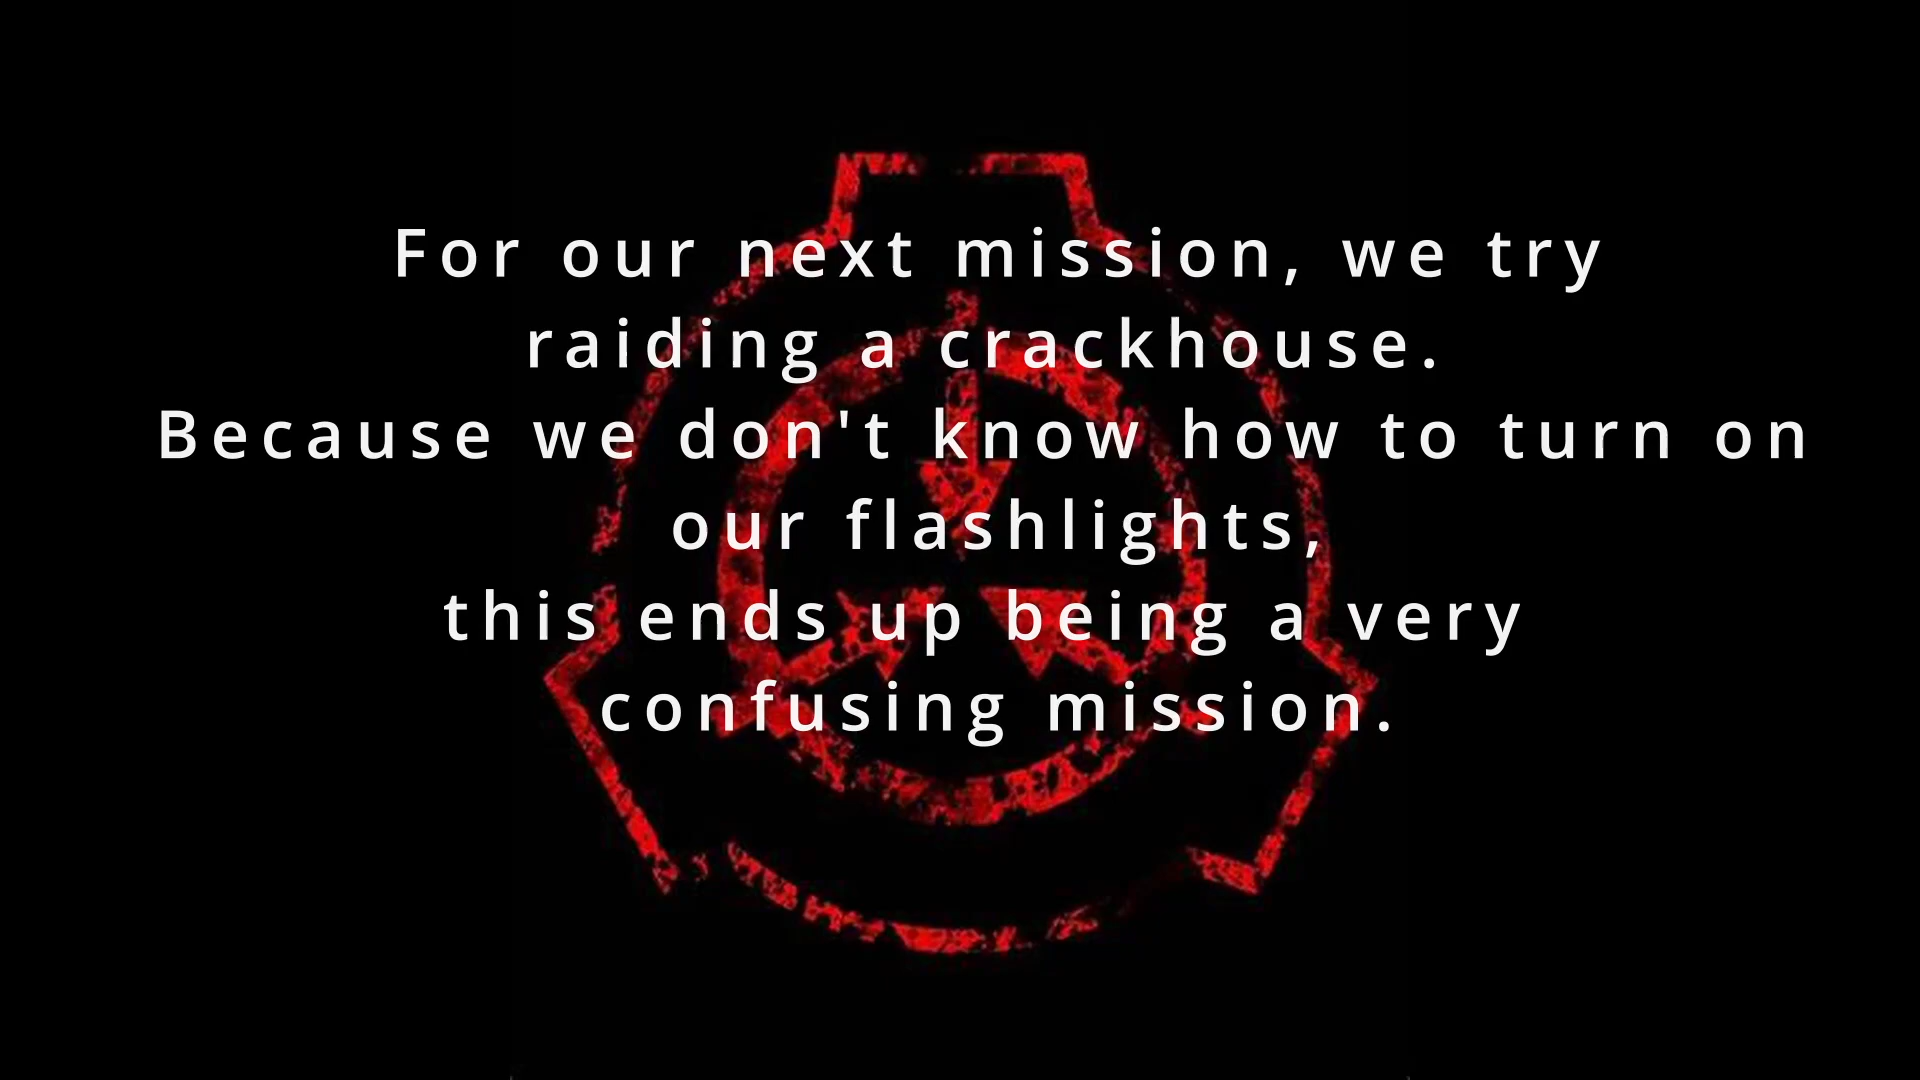 For our next mission, we try
raiding a crackhouse.
Because we don't know how to turn on
our flashlights,
this ends up being a very
confusing mission.